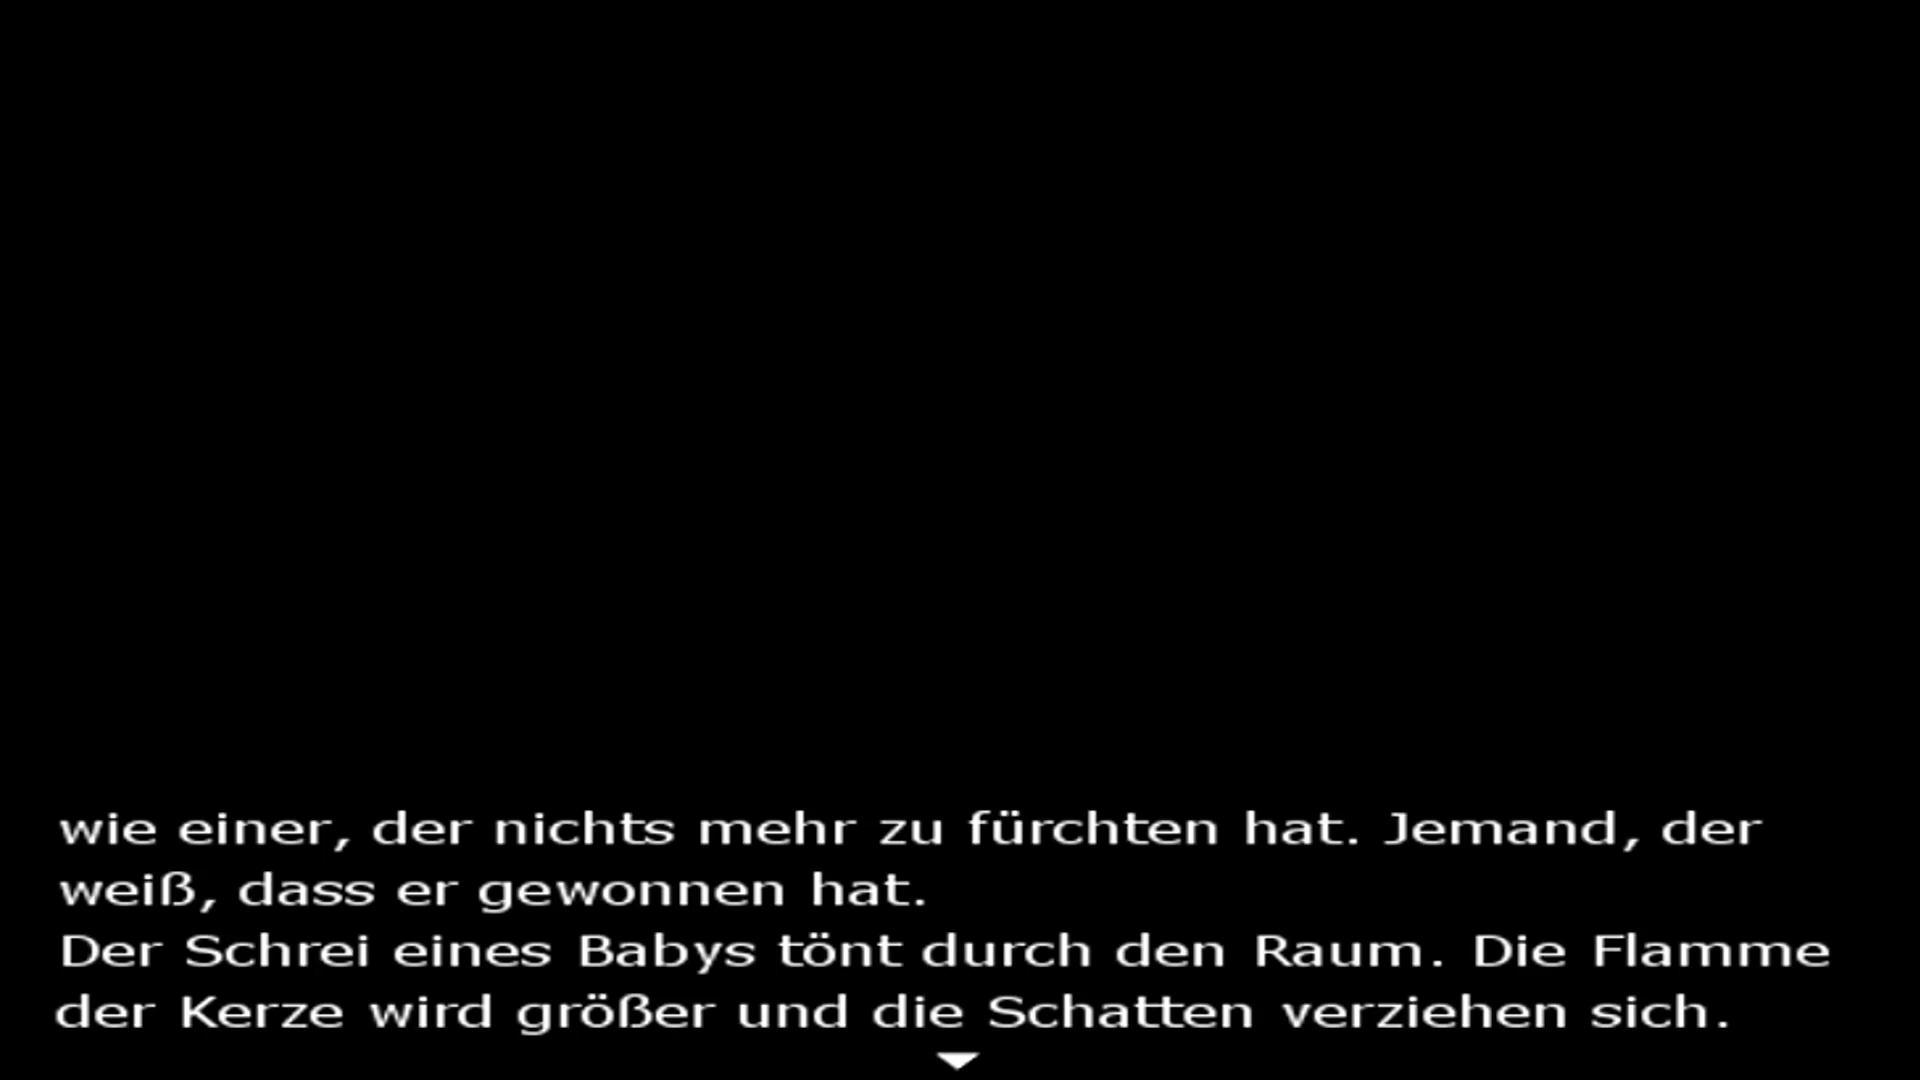 wie einer, der nichts mehr zu fürchten hat. Jemand, der
weiß, dass er gewonnen hat.
Der Schrei eines Babys tönt durch den Raum. Die Flamme
der Kerze wird größer und die Schatten verziehen sich.